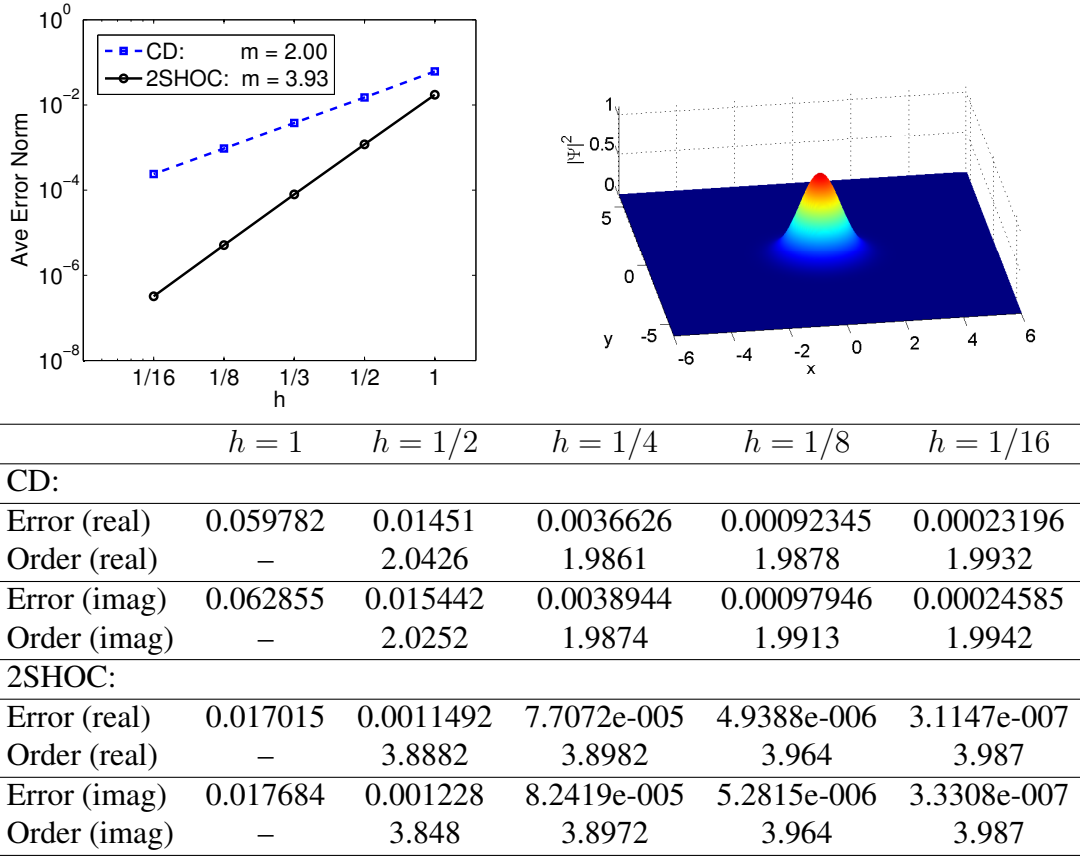 10^0
10^-2
10^-4
10^-6
10^-8
Ave Error Norm
CD: m = 2.00
2SHOC: m = 3.93
1/16 1/8 1/3 1/2 1
h
1
0.5
0
|Ψ|^2
5
0
-5
y
-6 -4 -2 0 2 4 6
x
h = 1 h = 1/2 h = 1/4 h = 1/8 h = 1/16
CD:
Error (real) 0.059782 0.01451 0.0036626 0.00092345 0.00023196
Order (real) – 2.0426 1.9861 1.9878 1.9932
Error (imag) 0.062855 0.015442 0.0038944 0.00097946 0.00024585
Order (imag) – 2.0252 1.9874 1.9913 1.9942
2SHOC:
Error (real) 0.017015 0.0011492 7.7072e-005 4.9388e-006 3.1147e-007
Order (real) – 3.8882 3.8982 3.964 3.987
Error (imag) 0.017684 0.001228 8.2419e-005 5.2815e-006 3.3308e-007
Order (imag) – 3.848 3.8972 3.964 3.987